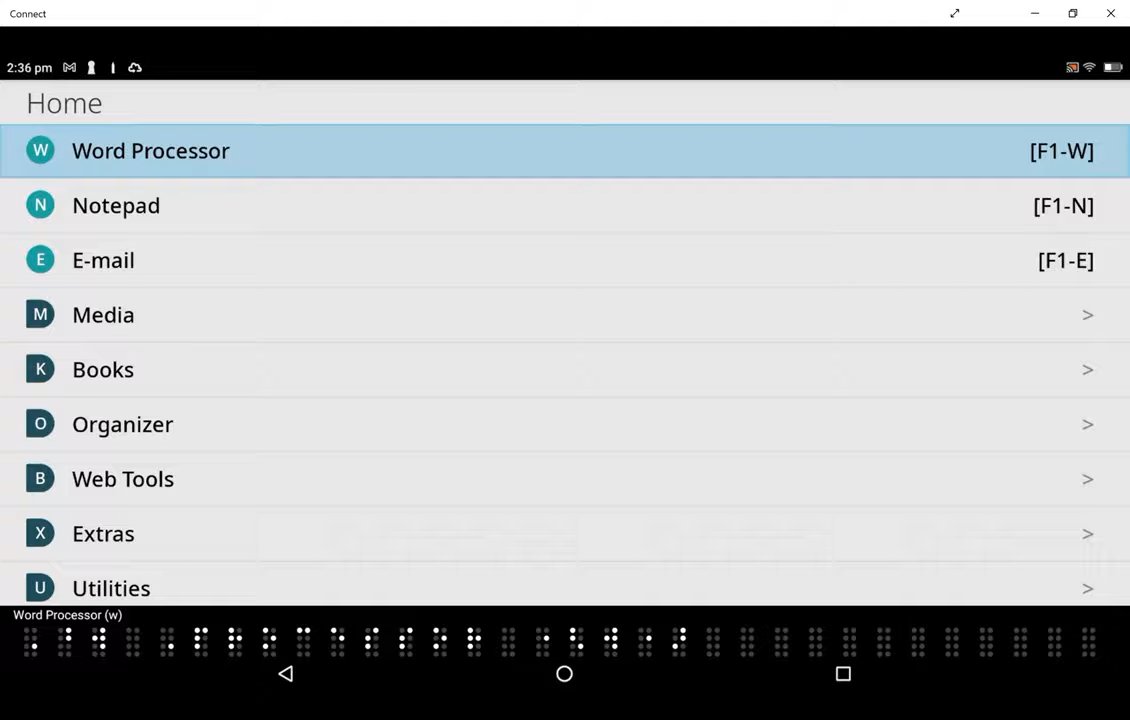 Connect
2:36 pm
Home
W Word Processor [F1-W]
N Notepad [F1-N]
E E-mail [F1-E]
M Media >
K Books >
O Organizer >
B Web Tools >
X Extras >
U Utilities >
Word Processor (w)